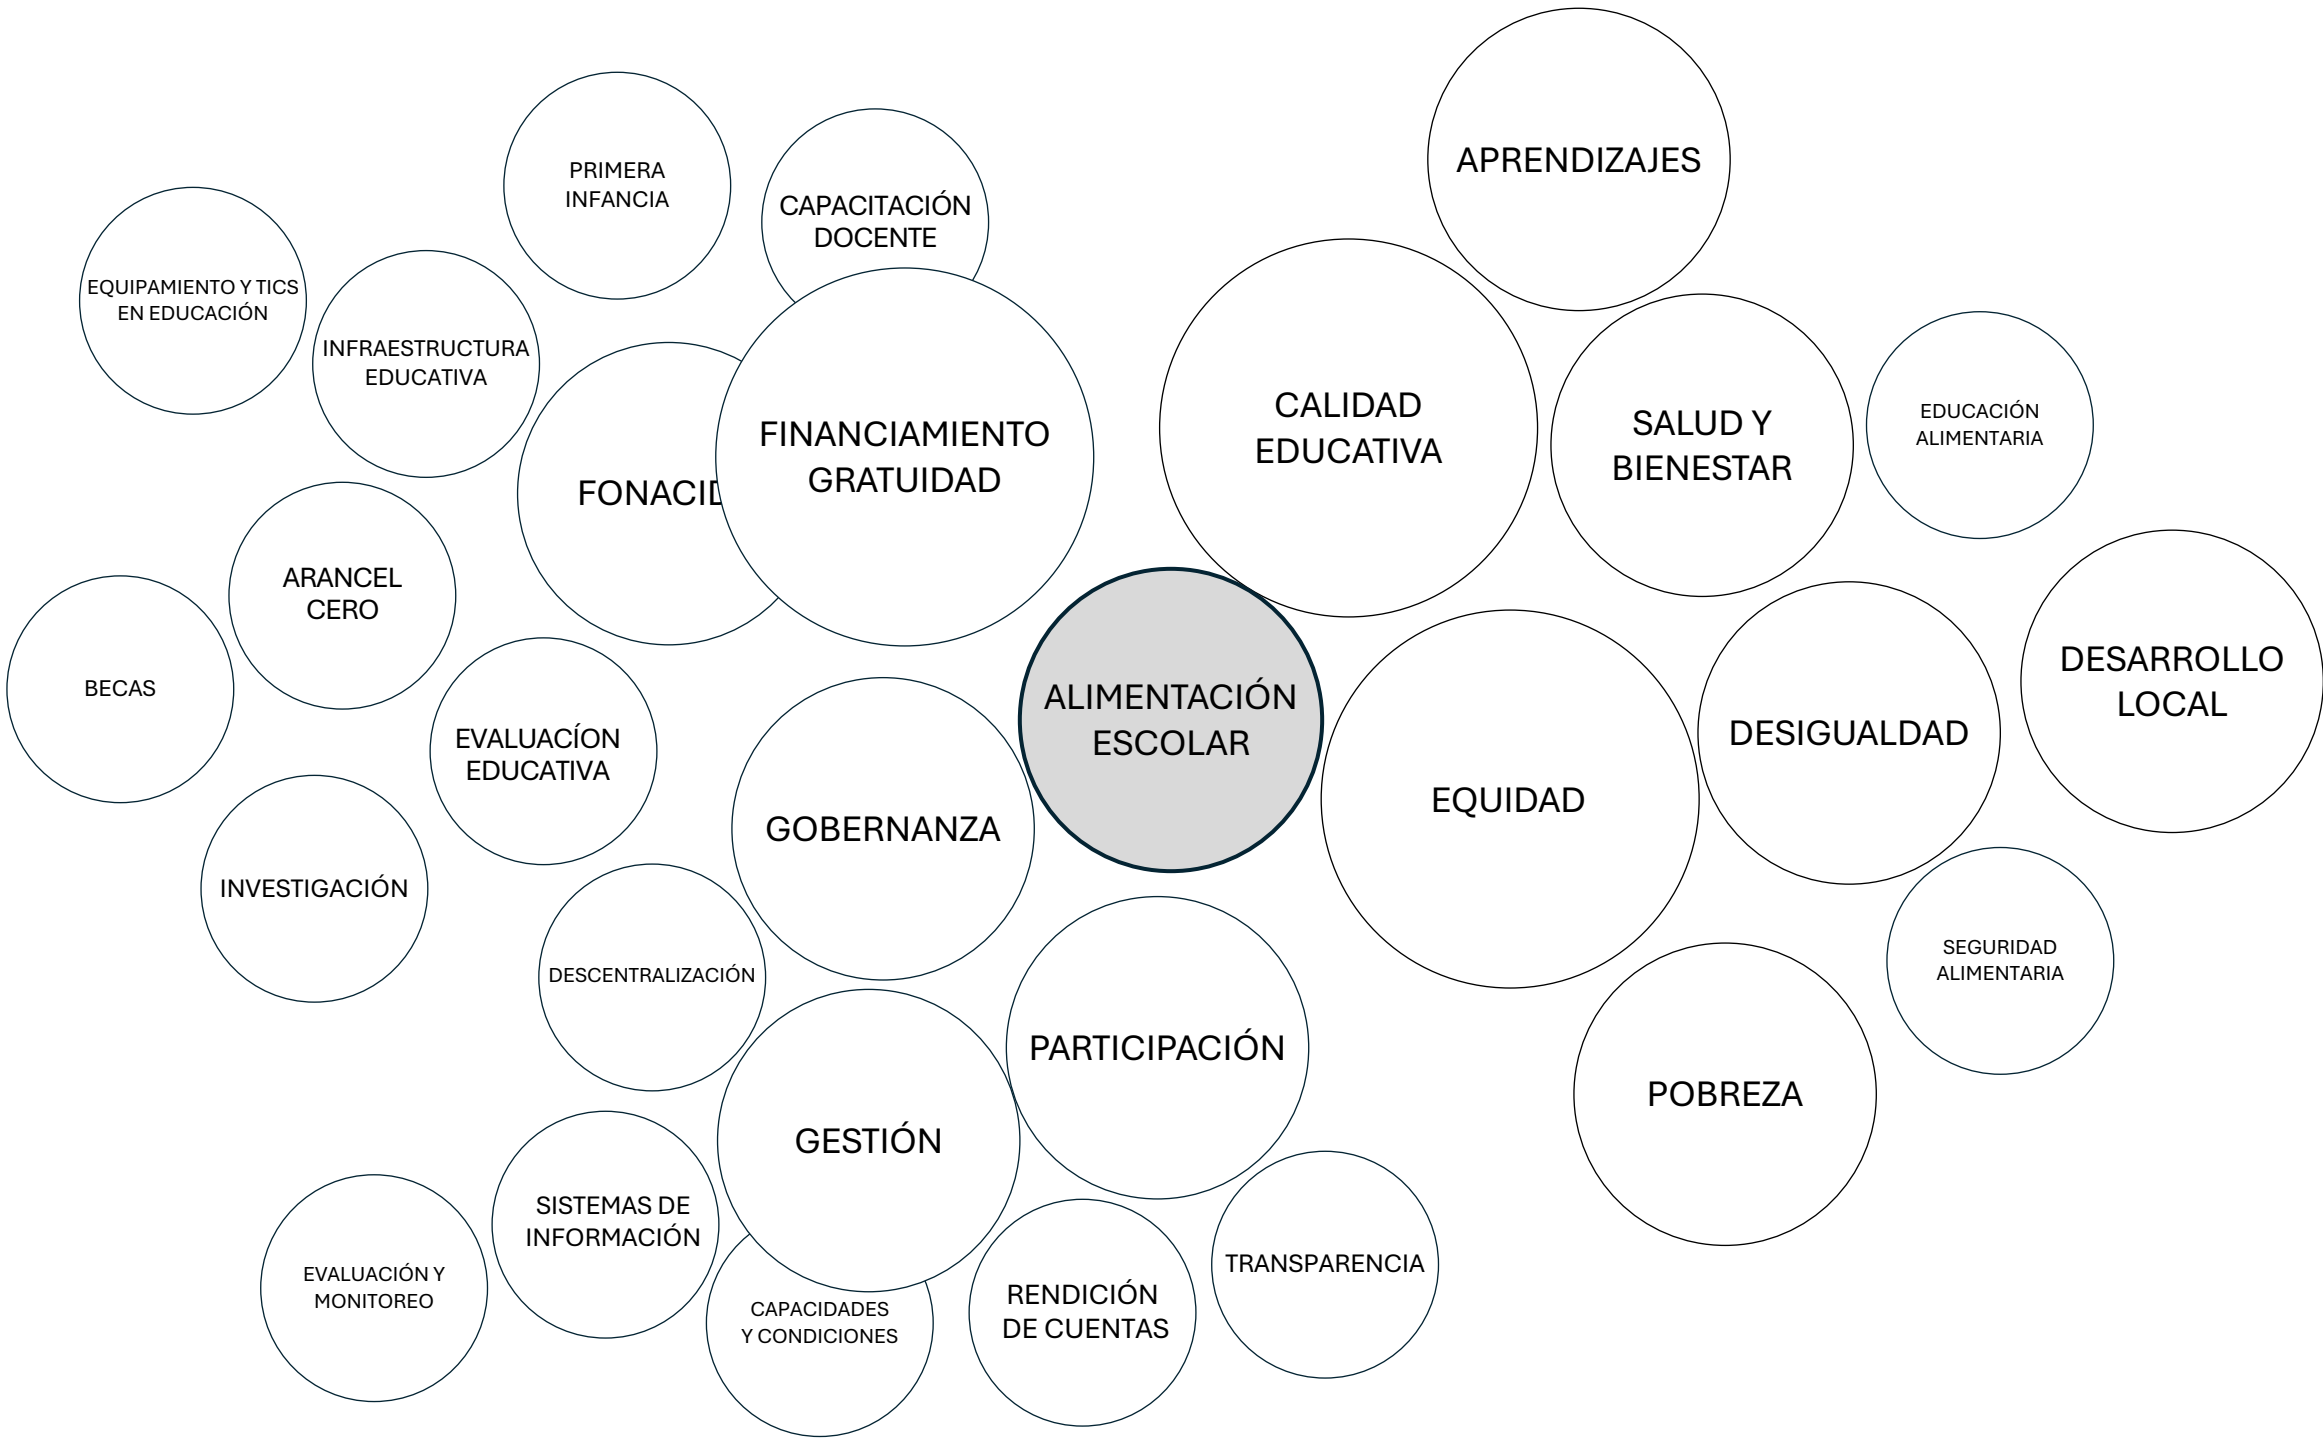 APRENDIZAJES
PRIMERA
INFANCIA
CAPACITACIÓN
DOCENTE
EQUIPAMIENTO Y TICS
EN EDUCACIÓN
INFRAESTRUCTURA
EDUCATIVA
FONACID
FINANCIAMIENTO
GRATUIDAD
CALIDAD
EDUCATIVA
SALUD Y
BIENESTAR
EDUCACIÓN
ALIMENTARIA
ARANCEL
CERO
BECAS
EVALUACÍON
EDUCATIVA
ALIMENTACIÓN
ESCOLAR
DESIGUALDAD
DESARROLLO
LOCAL
GOBERNANZA
EQUIDAD
INVESTIGACIÓN
DESCENTRALIZACIÓN
SEGURIDAD
ALIMENTARIA
PARTICIPACIÓN
POBREZA
GESTIÓN
SISTEMAS DE
INFORMACIÓN
EVALUACIÓN Y
MONITOREO
CAPACIDADES
Y CONDICIONES
RENDICIÓN
DE CUENTAS
TRANSPARENCIA